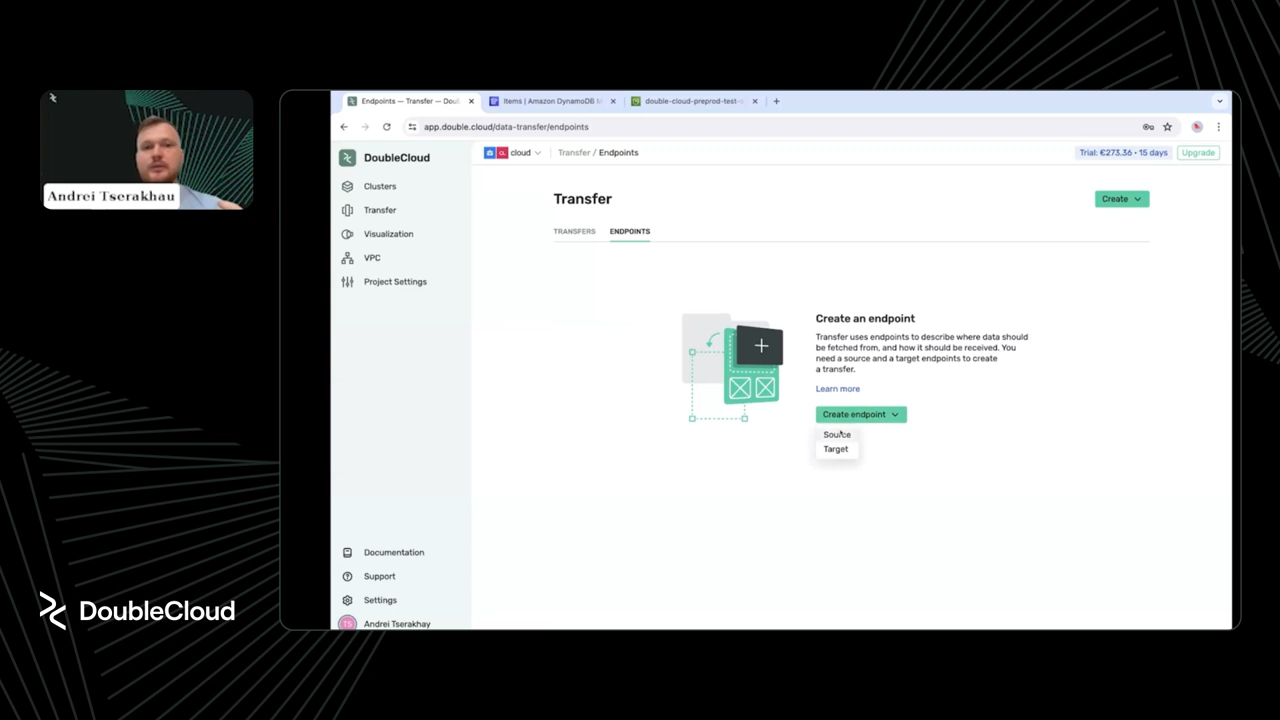 Andrei Tserakhau
DoubleCloud
Endpoints — Transfer — Dou
Items | Amazon DynamoDB M
double-cloud-preprod-test-
app.double.cloud/data-transfer/endpoints
DoubleCloud
Clusters
Transfer
Visualization
VPC
Project Settings
Documentation
Support
Settings
TS Andrei Tserakhay
CL cloud
Transfer / Endpoints
Trial: €273.36 • 15 days
Upgrade
Transfer
Create
TRANSFERS
ENDPOINTS
Create an endpoint
Transfer uses endpoints to describe where data should
be fetched from, and how it should be received. You
need a source and a target endpoints to create
a transfer.
Learn more
Create endpoint
Source
Target